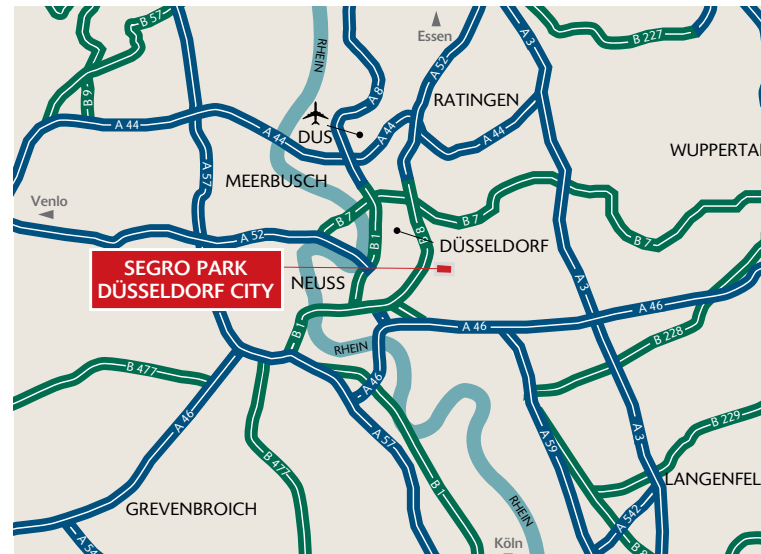 B 57
B 9
A 44
A 57
RHEIN
Essen
A 52
A 3
B 227
A 8
RATINGEN
DUS
A 44
A 44
A 44
MEERBUSCH
Venlo
A 52
B 7
B 1
B 8
B 7
DÜSSELDORF
B 7
SEGRO PARK
DÜSSELDORF CITY
NEUSS
A 3
A 46
A 46
B 1
RHEIN
B 228
B 477
A 46
A 46
B 229
A 57
A 59
A 3
B 477
B 1
RHEIN
GREVENBROICH
A 542
Köln
A 54